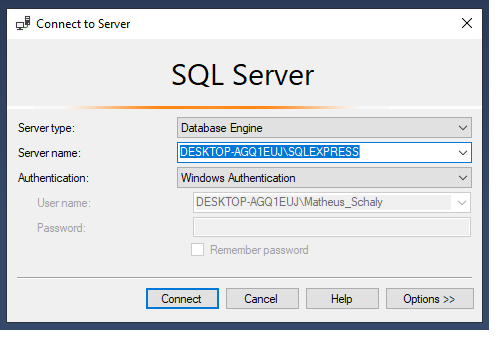 Connect to Server
SQL Server
Server type: Database Engine
Server name: DESKTOP-AGQ1EUJ\SQLEXPRESS
Authentication: Windows Authentication
User name: DESKTOP-AGQ1EUJ\Matheus_Schaly
Password:
Remember password
Connect Cancel Help Options >>